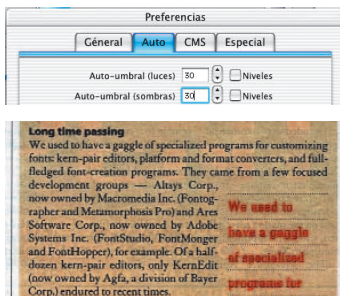 Preferencias
Géneral Auto CMS Especial
Auto-umbral (luces) 30 Niveles
Auto-umbral (sombras) 30 Niveles
Long time passing
We used to have a gaggle of specialized programs for customizing
fonts: kern-pair editors, platform and format converters, and full-
fledged font-creation programs. They came from a few focused
development groups — Altsys Corp.,
now owned by Macromedia Inc. (Fontog-
rapher and Metamorphosis Pro) and Ares
Software Corp., now owned by Adobe
Systems Inc. (FontStudio, FontMonger
and FontHopper), for example. Of a half-
dozen kern-pair editors, only KernEdit
(now owned by Agfa, a division of Bayer
Corp.) endured to recent times.
We used to
have a gaggle
of specialized
programs for